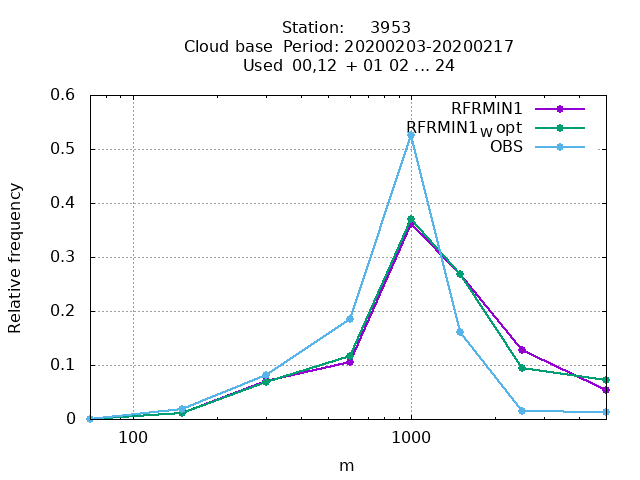 Station: 3953
Cloud base Period: 20200203-20200217
Used 00,12 + 01 02 ... 24
RFRMIN1
RFRMIN1w opt
OBS
Relative frequency
0.6
0.5
0.4
0.3
0.2
0.1
0
100
1000
m